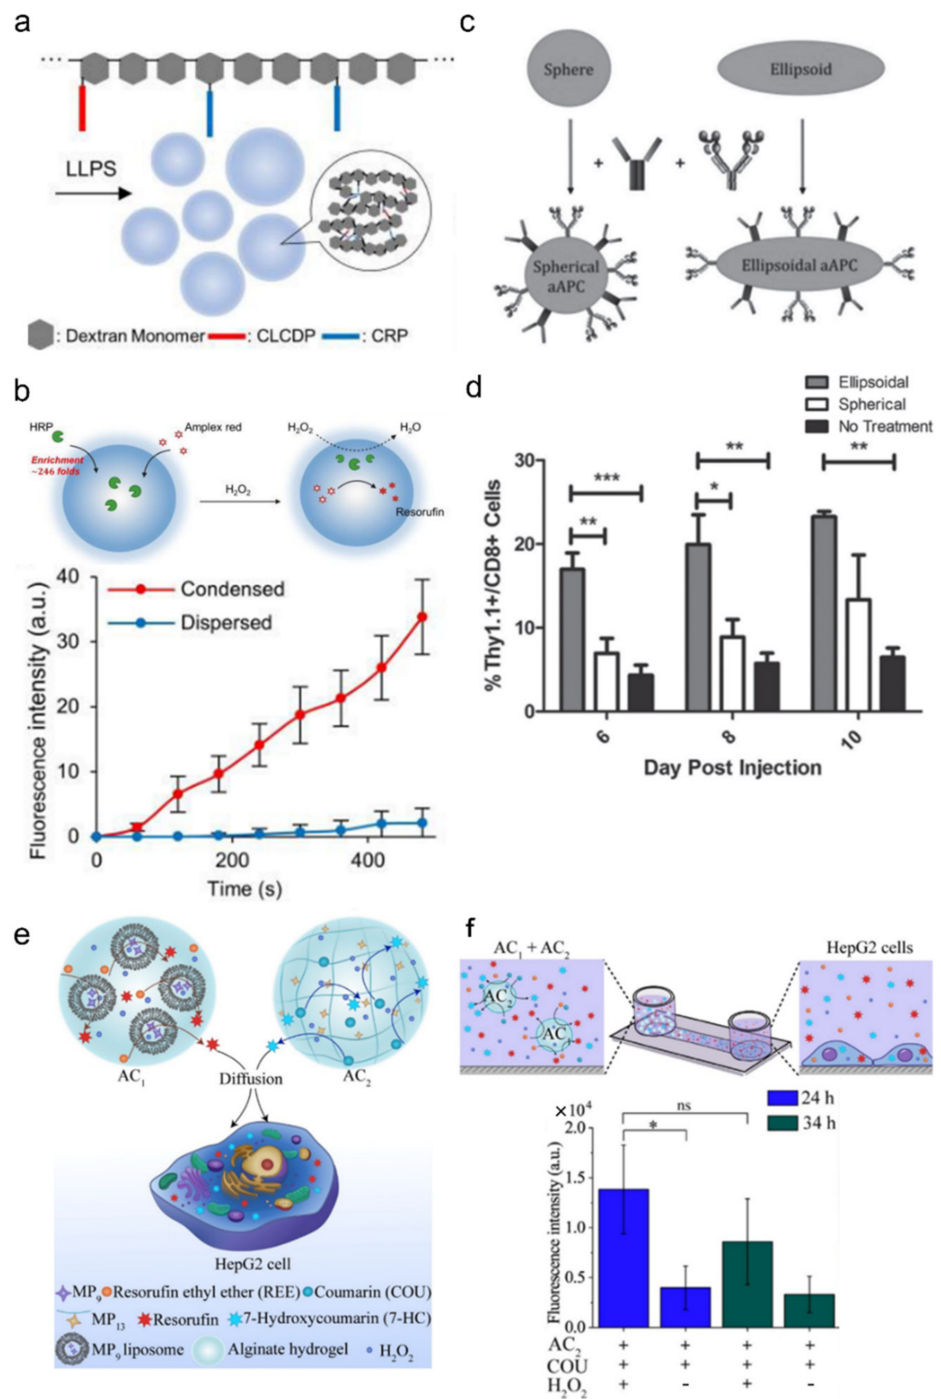 a
LLPS
: Dextran Monomer
: CLCDP
: CRP
c
Sphere
Ellipsoid
+
+
Spherical
aAPC
Ellipsoidal aAPC
b
HRP
Amplex red
Enrichment
~246 folds
H₂O₂
H₂O₂
H₂O
Resorufin
Fluorescence intensity (a.u.)
40
30
20
10
0
Condensed
Dispersed
0
200
400
Time (s)
d
Ellipsoidal
Spherical
No Treatment
% Thy1.1+/CD8+ Cells
30
20
10
0
***
**
**
*
**
6
8
10
Day Post Injection
e
AC₁
Diffusion
AC₂
HepG2 cell
MP₉
Resorufin ethyl ether (REE)
Coumarin (COU)
MP₁₃
Resorufin
7-Hydroxycoumarin (7-HC)
MP₉ liposome
Alginate hydrogel
H₂O₂
f
AC₁ + AC₂
HepG2 cells
AC₂
AC
×10⁴
24 h
34 h
Fluorescence intensity (a.u.)
2.0
1.5
1.0
0.5
0.0
ns
*
AC₂ + + + +
COU + + + +
H₂O₂ + - + -